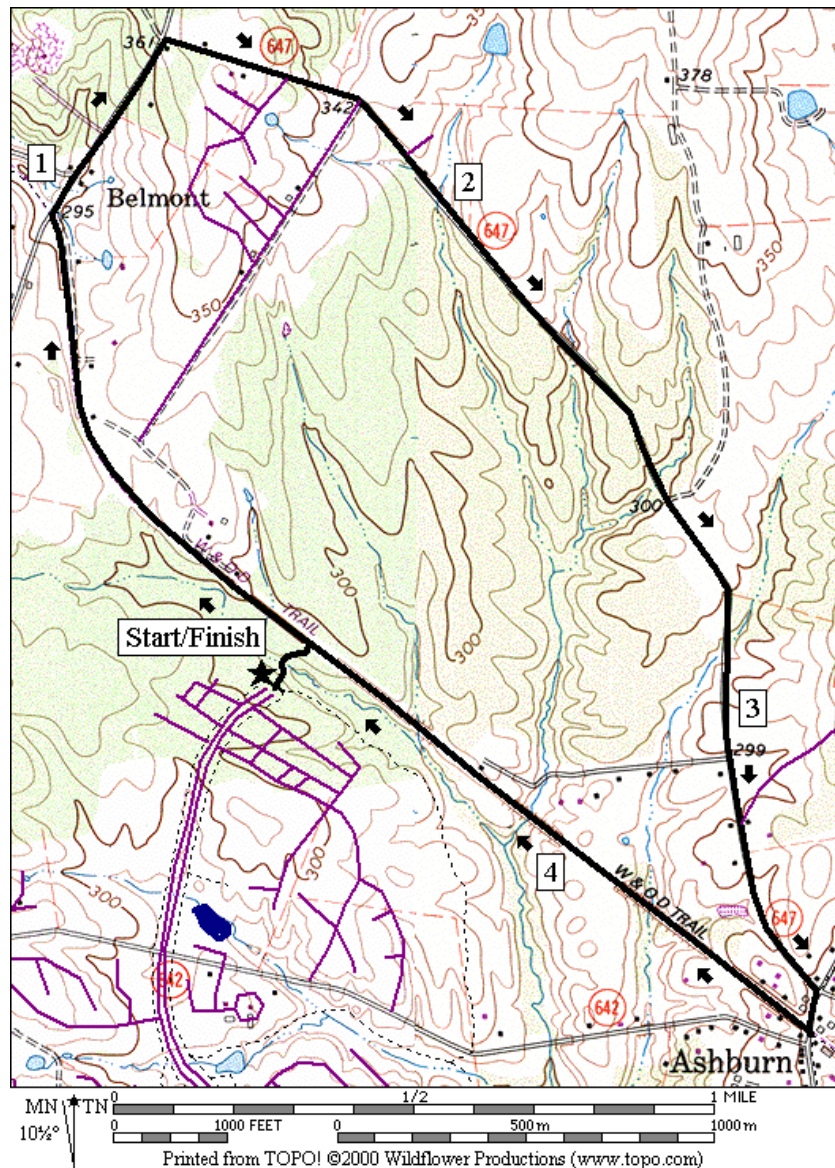 361
647
378
342
1
2
Belmont
295
647
350
350
300
300
W & O D
TRAIL
Start/Finish
300
3
299
300
4
W & O D TRAIL
300
647
642
642
Ashburn
MN TN
10½°
0 1/2 1 MILE
0 1000 FEET 0 500 m 1000 m
Printed from TOPO! ©2000 Wildflower Productions (www.topo.com)